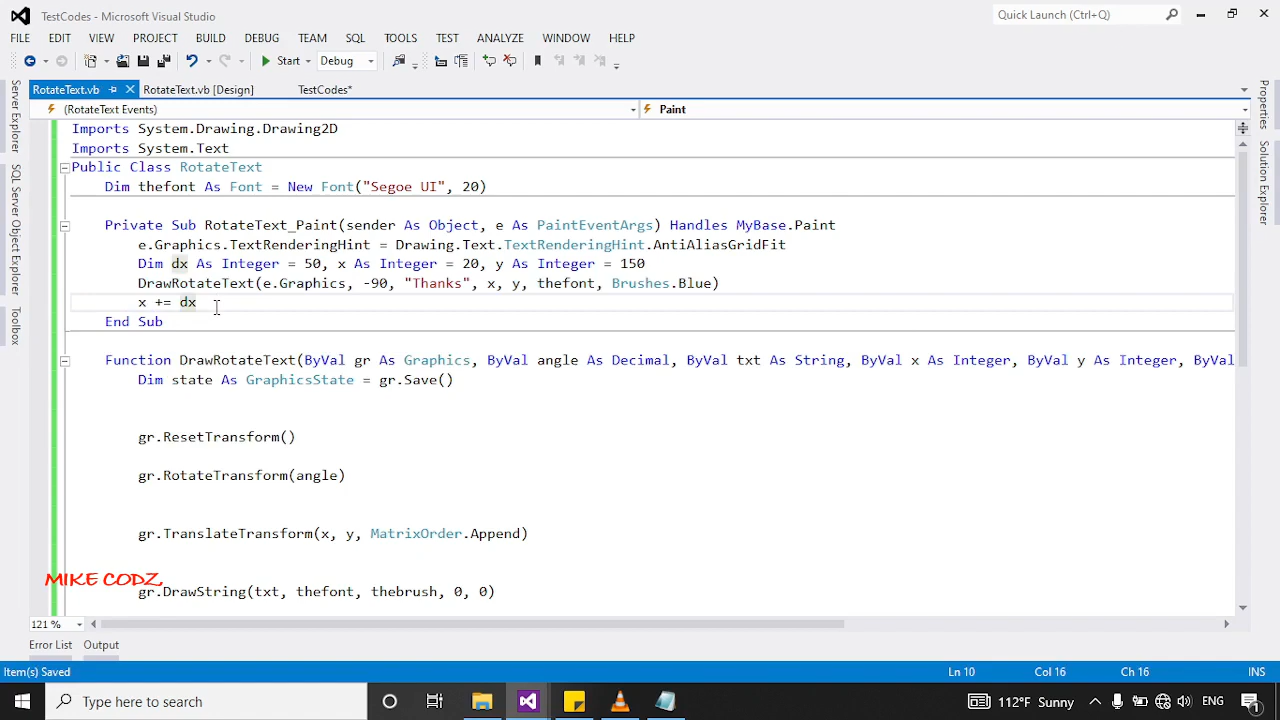 TestCodes - Microsoft Visual Studio
Quick Launch (Ctrl+Q)
FILE EDIT VIEW PROJECT BUILD DEBUG TEAM SQL TOOLS TEST ANALYZE WINDOW HELP
Start Debug
RotateText.vb RotateText.vb [Design] TestCodes*
(RotateText Events) Paint
Server Explorer
SQL Server Object Explorer
Toolbox
Properties
Solution Explorer
Imports System.Drawing.Drawing2D
Imports System.Text
Public Class RotateText
Dim thefont As Font = New Font("Segoe UI", 20)
Private Sub RotateText_Paint(sender As Object, e As PaintEventArgs) Handles MyBase.Paint
e.Graphics.TextRenderingHint = Drawing.Text.TextRenderingHint.AntiAliasGridFit
Dim dx As Integer = 50, x As Integer = 20, y As Integer = 150
DrawRotateText(e.Graphics, -90, "Thanks", x, y, thefont, Brushes.Blue)
x += dx
End Sub
Function DrawRotateText(ByVal gr As Graphics, ByVal angle As Decimal, ByVal txt As String, ByVal x As Integer, ByVal y As Integer, ByVal
Dim state As GraphicsState = gr.Save()
gr.ResetTransform()
gr.RotateTransform(angle)
gr.TranslateTransform(x, y, MatrixOrder.Append)
MIKE CODZ,
gr.DrawString(txt, thefont, thebrush, 0, 0)
121 %
Error List Output
Item(s) Saved Ln 10 Col 16 Ch 16 INS
Type here to search 112°F Sunny ENG 1